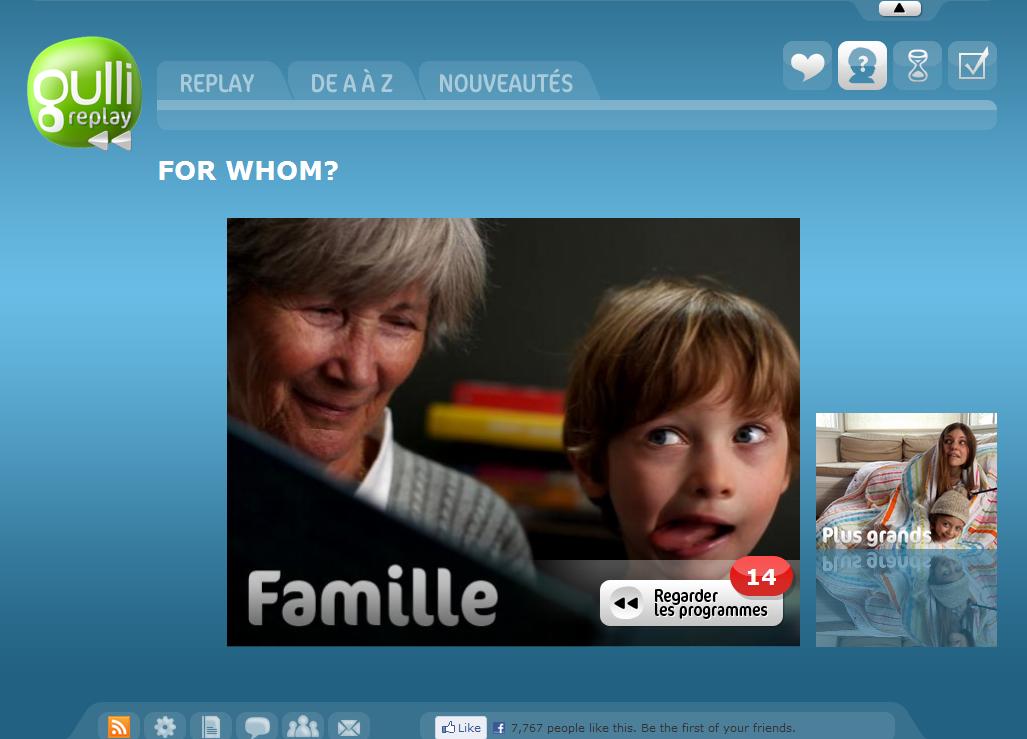 gulli
replay
REPLAY
DE A À Z
NOUVEAUTÉS
FOR WHOM?
Famille
14
Regarder
les programmes
Plus grands
Like
7,767 people like this. Be the first of your friends.